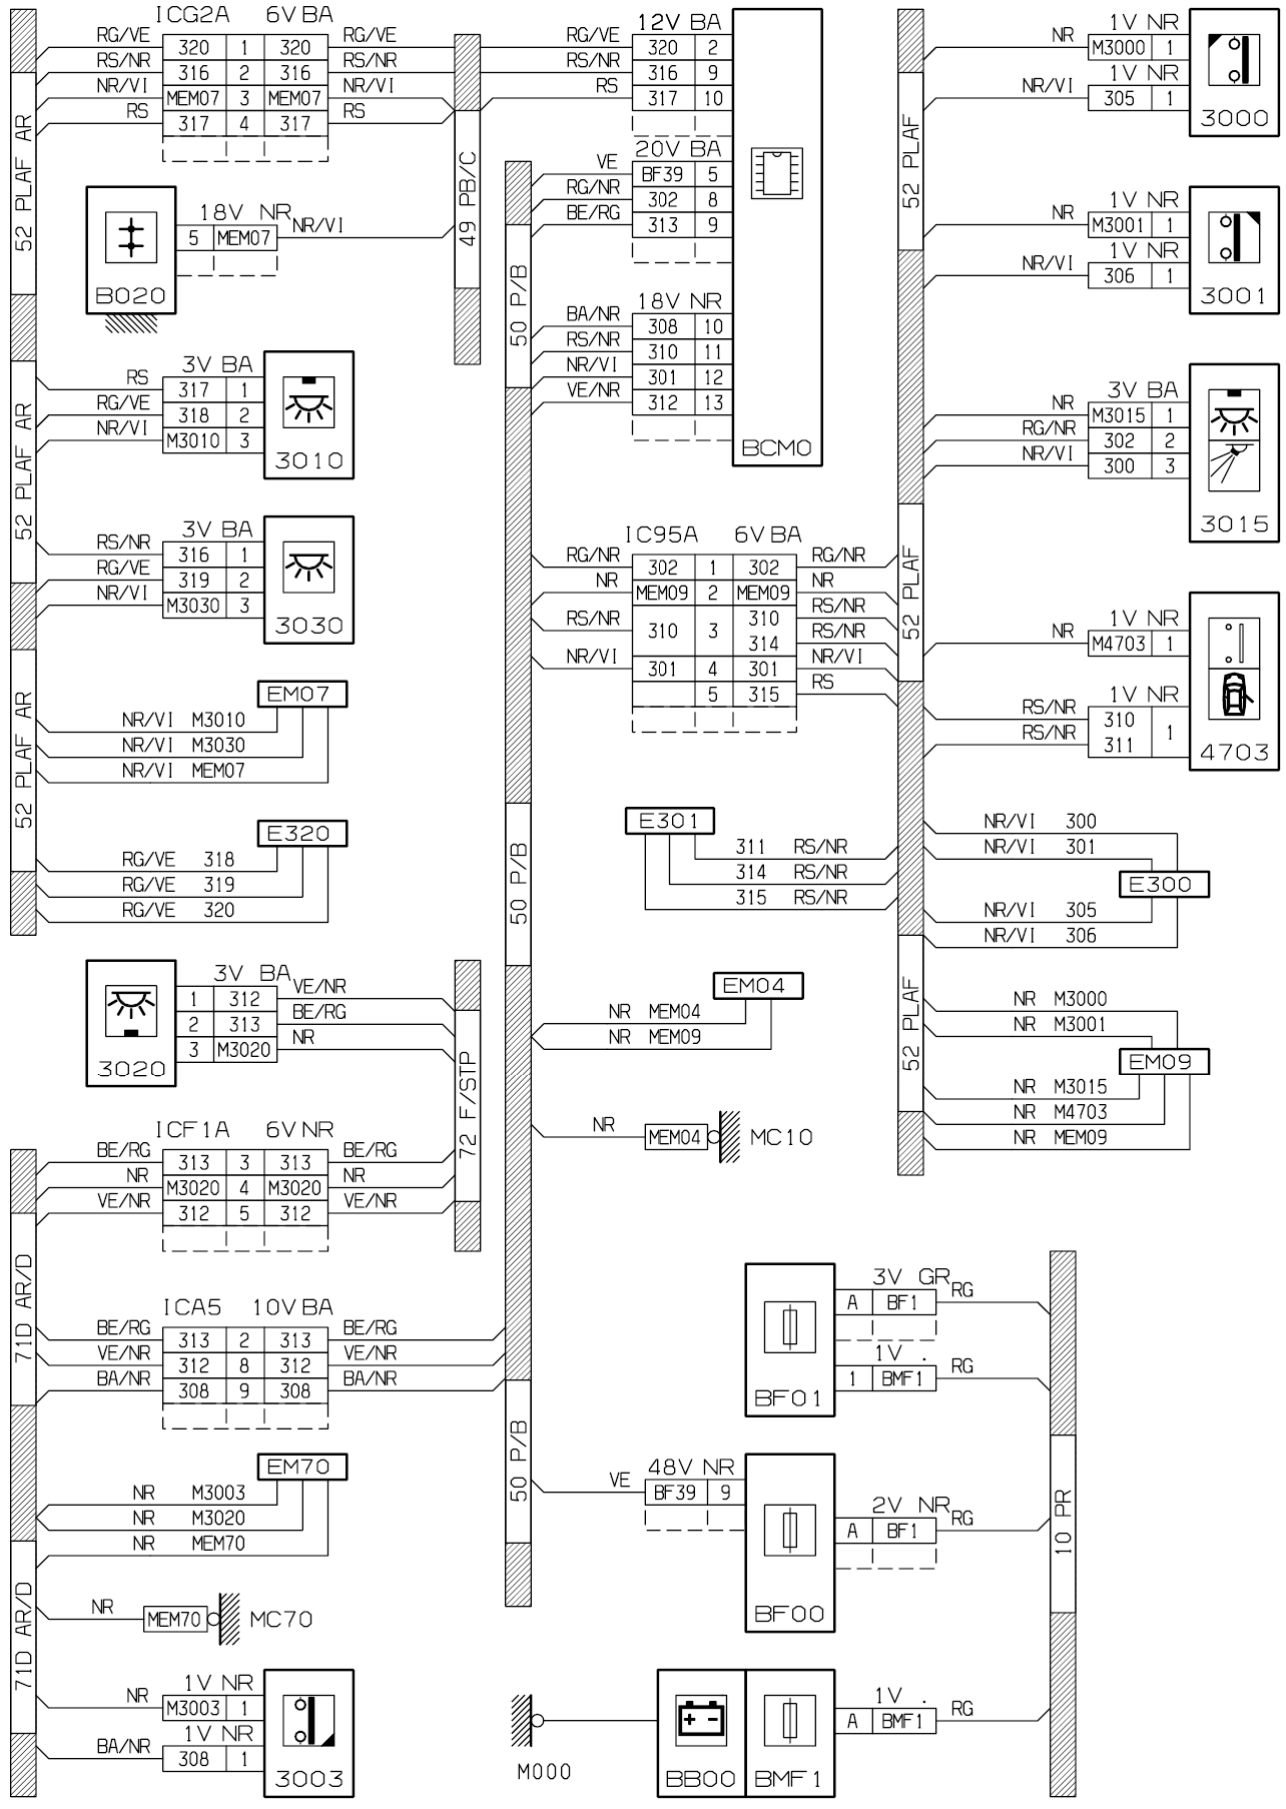 ICG2A 6V BA
RG/VE 320 1 320 RG/VE
RS/NR 316 2 316 RS/NR
NR/VI MEM07 3 MEM07 NR/VI
RS 317 4 317 RS
52 PLAF AR
B020
18V NR
5 MEM07 NR/VI
49 PB/C
3V BA
RS 317 1
RG/VE 318 2
NR/VI M3010 3
3010
52 PLAF AR
3V BA
RS/NR 316 1
RG/VE 319 2
NR/VI M3030 3
3030
EM07
NR/VI M3010
NR/VI M3030
NR/VI MEM07
52 PLAF AR
E320
RG/VE 318
RG/VE 319
RG/VE 320
3V BA
1 312 VE/NR
2 313 BE/RG
3 M3020 NR
3020
72 F/STP
ICF1A 6V NR
BE/RG 313 3 313 BE/RG
NR M3020 4 M3020 NR
VE/NR 312 5 312 VE/NR
71D AR/D
ICA5 10V BA
BE/RG 313 2 313 BE/RG
VE/NR 312 8 312 VE/NR
BA/NR 308 9 308 BA/NR
EM70
NR M3003
NR M3020
NR MEM70
71D AR/D
NR MEM70 MC70
1V NR
NR M3003 1
1V NR
BA/NR 308 1
3003
12V BA
RG/VE 320 2
RS/NR 316 9
RS 317 10
20V BA
VE BF39 5
RG/NR 302 8
BE/RG 313 9
50 P/B
18V NR
BA/NR 308 10
RS/NR 310 11
NR/VI 301 12
VE/NR 312 13
BCM0
IC95A 6V BA
RG/NR 302 1 302 RG/NR
NR MEM09 2 MEM09 NR
RS/NR 310 3 310 RS/NR
314 RS/NR
NR/VI 301 4 301 NR/VI
5 315 RS
50 P/B
E301
311 RS/NR
314 RS/NR
315 RS/NR
EM04
NR MEM04
NR MEM09
NR MEM04 MC10
3V GR
A BF1 RG
1V .
1 BMF1 RG
BF01
50 P/B
48V NR
VE BF39 9
2V NR
A BF1 RG
BF00
10 PR
M000
BB00
BMF1
1V .
A BMF1 RG
1V NR
NR M3000 1
1V NR
NR/VI 305 1
3000
52 PLAF
1V NR
NR M3001 1
1V NR
NR/VI 306 1
3001
3V BA
NR M3015 1
RG/NR 302 2
NR/VI 300 3
3015
52 PLAF
1V NR
NR M4703 1
1V NR
RS/NR 310
RS/NR 311 1
4703
NR/VI 300
NR/VI 301
E300
NR/VI 305
NR/VI 306
52 PLAF
NR M3000
NR M3001
EM09
NR M3015
NR M4703
NR MEM09